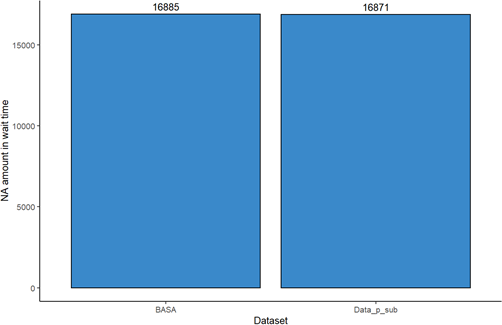 16885
16871
15000
10000
5000
0
NA amount in wait time
BASA
Data_p_sub
Dataset